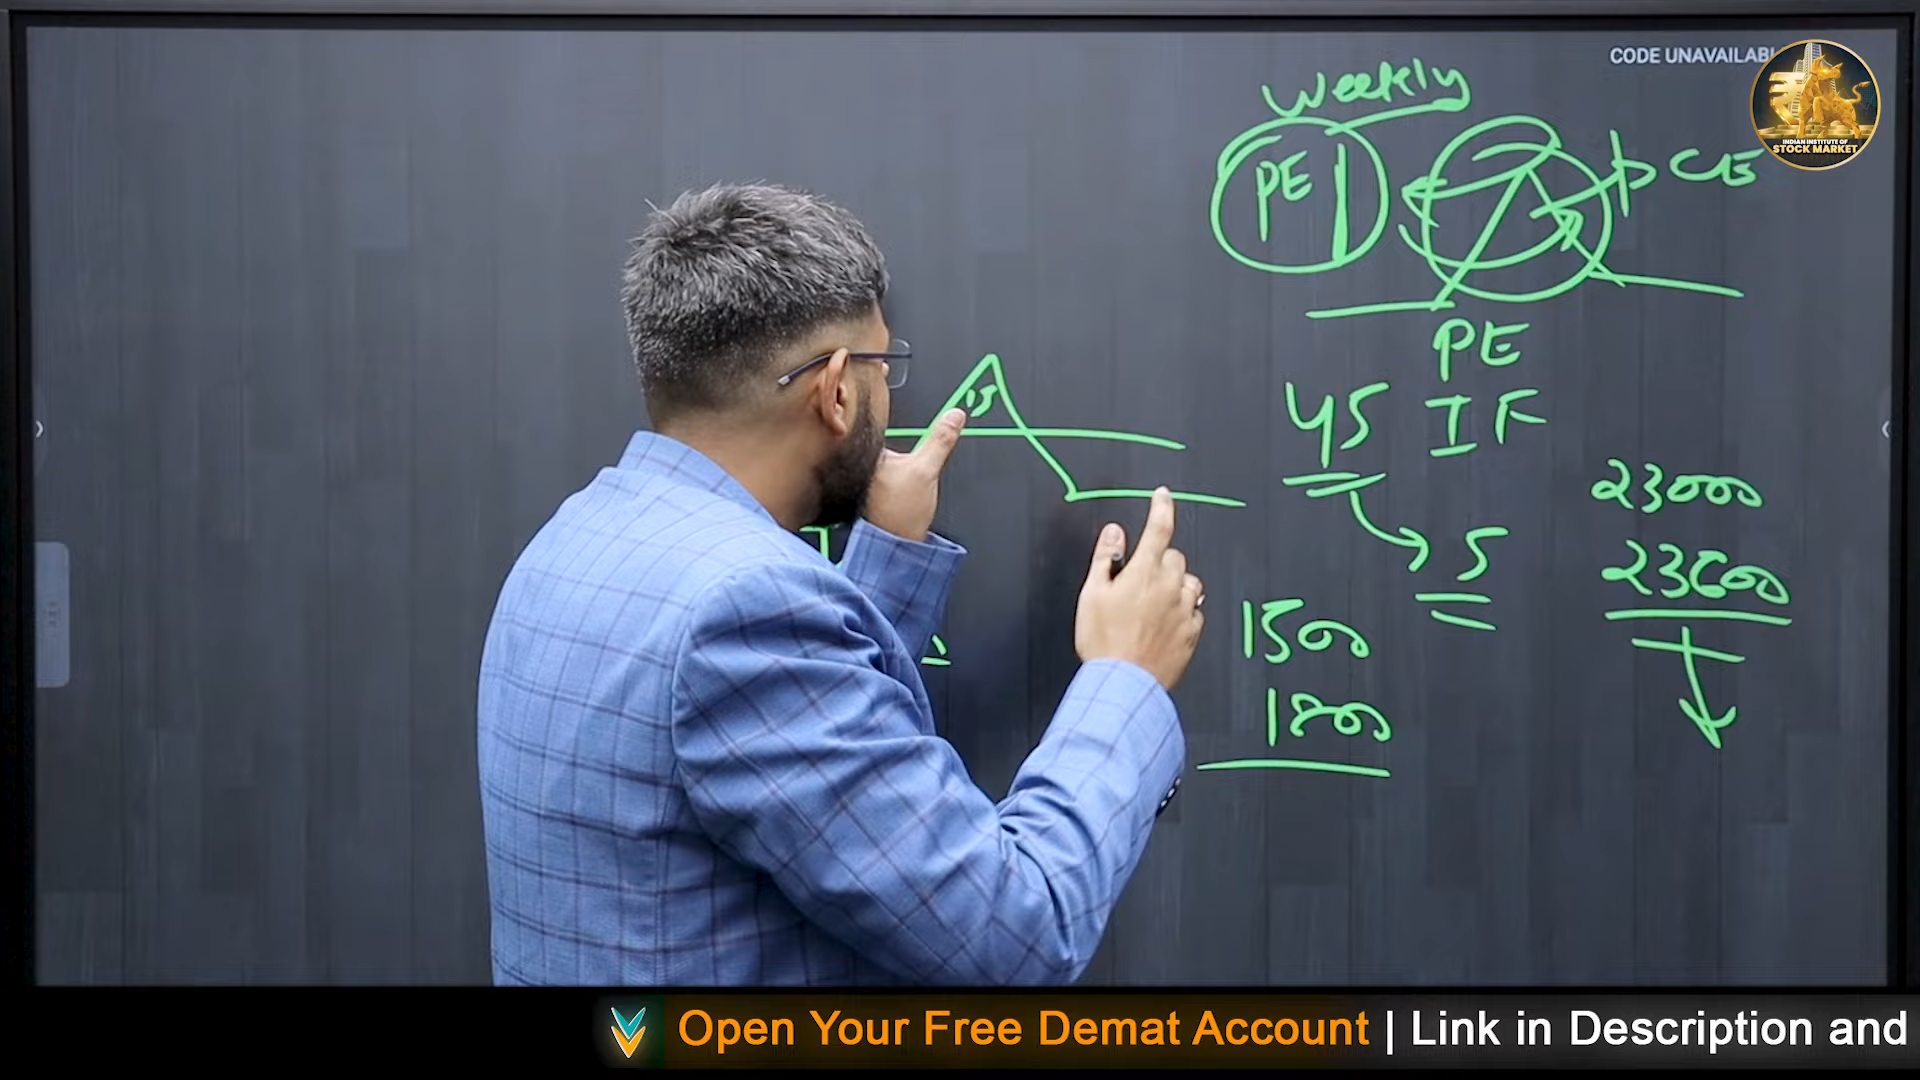 CODE UNAVAILABL
INDIAN INSTITUTE OF
STOCK MARKET
Weekly
PE
CE
PE
45
IF
23000
5
1500
1800
Open Your Free Demat Account | Link in Description and